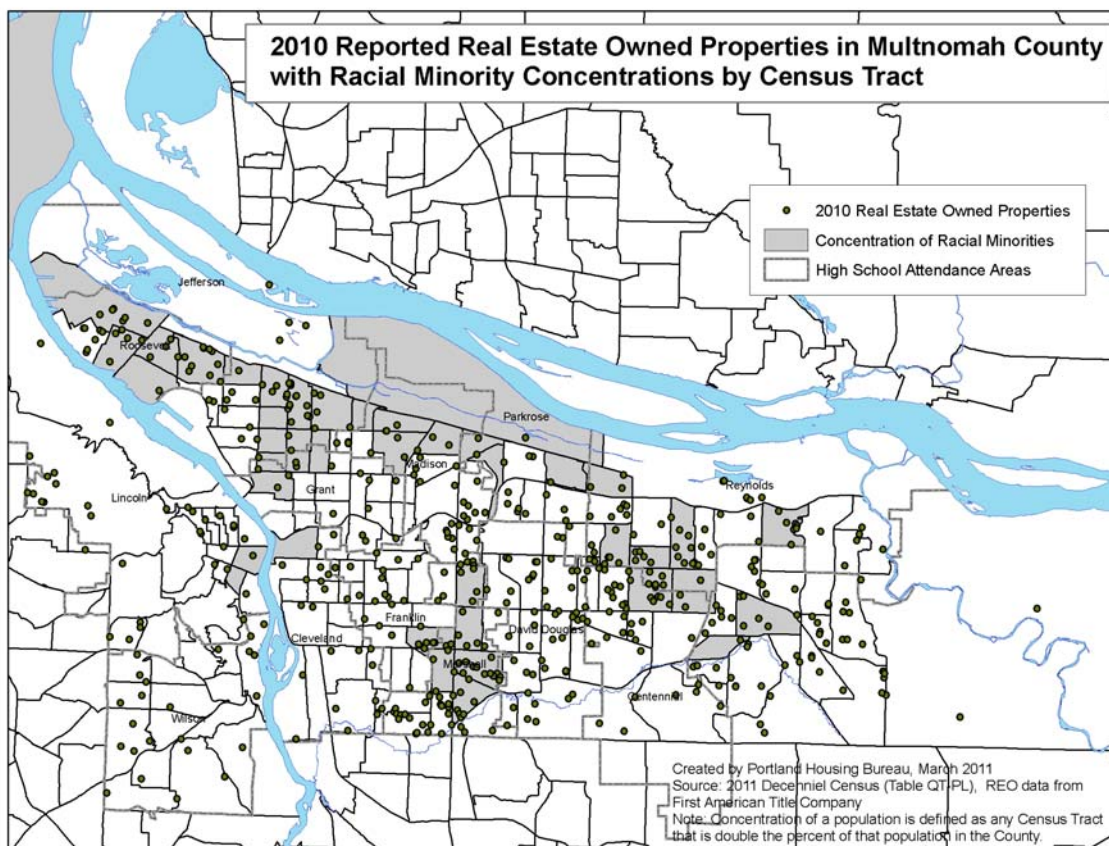 2010 Reported Real Estate Owned Properties in Multnomah County
with Racial Minority Concentrations by Census Tract
2010 Real Estate Owned Properties
Concentration of Racial Minorities
High School Attendance Areas
Jefferson
Roosevelt
Parkrose
Madison
Grant
Lincoln
Reynolds
Franklin
David Douglas
Cleveland
Marshall
Centennial
Wilson
Created by Portland Housing Bureau, March 2011
Source: 2011 Decenniel Census (Table QT-PL), REO data from
First American Title Company
Note: Concentration of a population is defined as any Census Tract
that is double the percent of that population in the County.